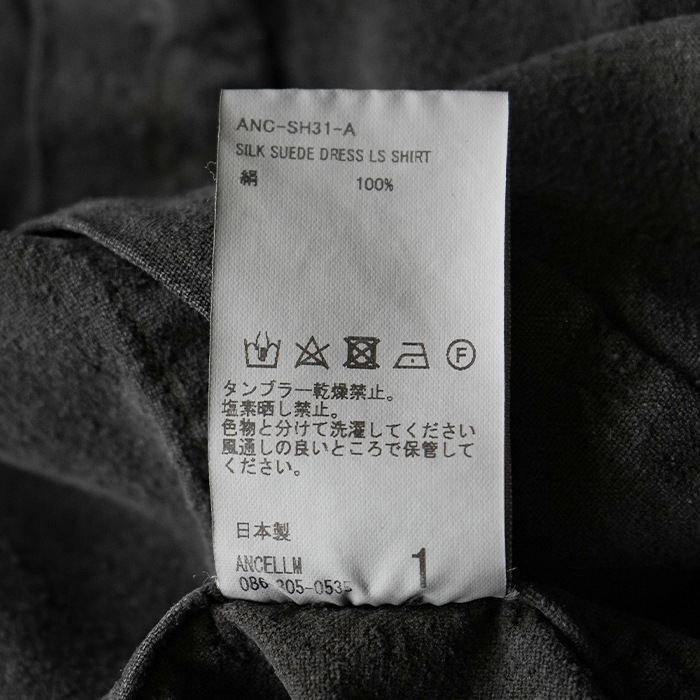 ANC-SH31-A
SILK SUEDE DRESS LS SHIRT
絹 100%
F
タンブラー乾燥禁止。
塩素晒し禁止。
色物と分けて洗濯してください
風通しの良いところで保管して
ください。
日本製
ANCELLM 1